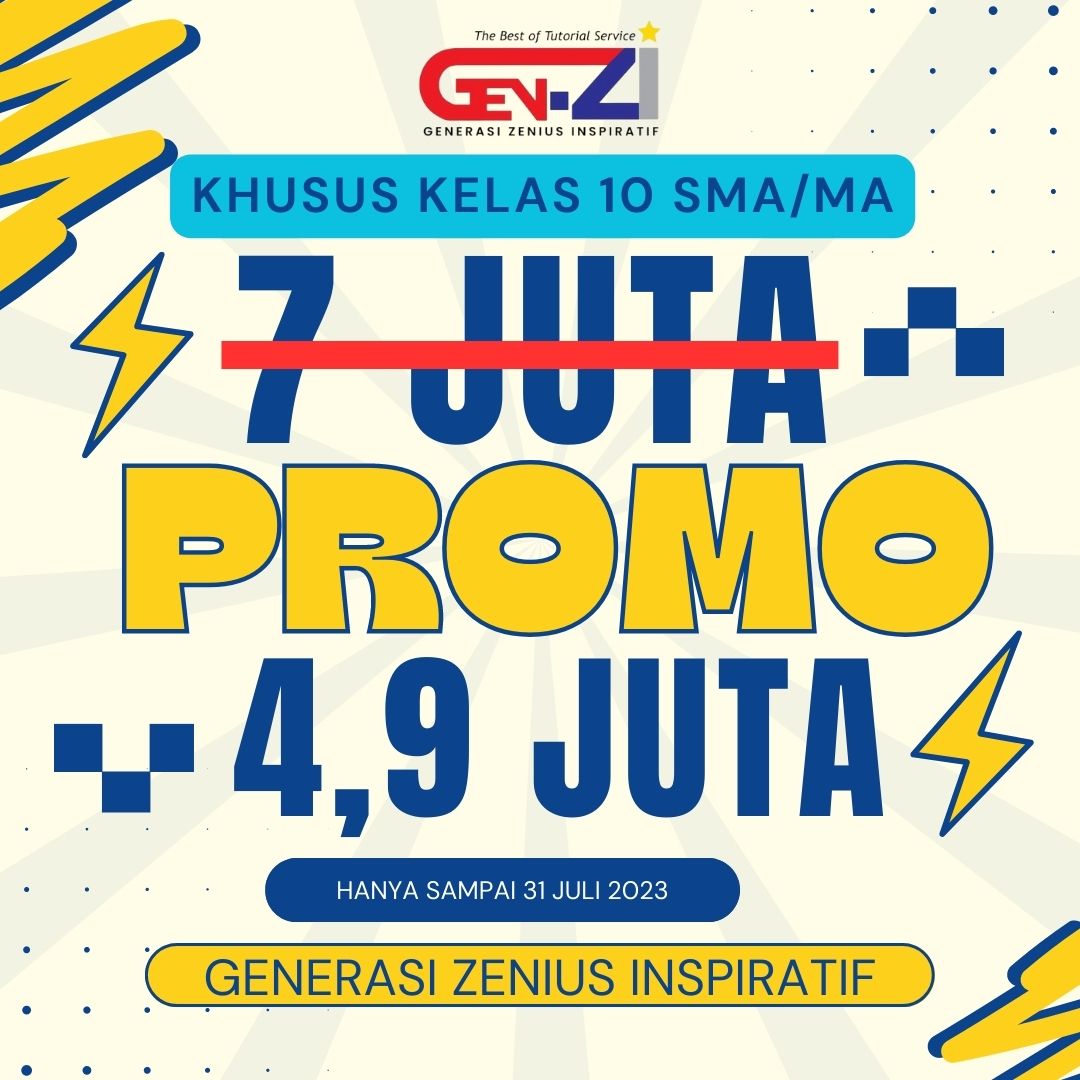 The Best of Tutorial Service
GEN-ZI
GENERASI ZENIUS INSPIRATIF
KHUSUS KELAS 10 SMA/MA
7 JUTA
PROMO
4,9 JUTA
HANYA SAMPAI 31 JULI 2023
GENERASI ZENIUS INSPIRATIF